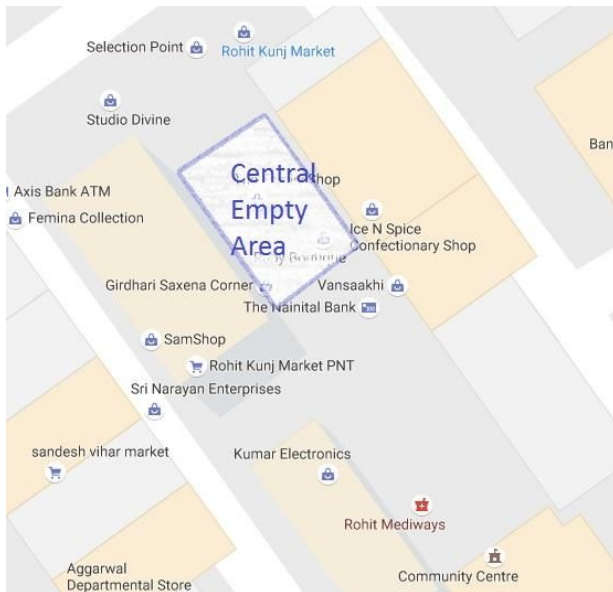 Selection Point
Rohit Kunj Market
Studio Divine
Ban
Central
Shop
Axis Bank ATM
Empty
Femina Collection
Area
Ice N Spice
Confectionary Shop
Girdhari Saxena Corner
Vansaakhi
The Nainital Bank
SamShop
Rohit Kunj Market PNT
Sri Narayan Enterprises
sandesh vihar market
Kumar Electronics
Rohit Mediways
Aggarwal
Departmental Store
Community Centre